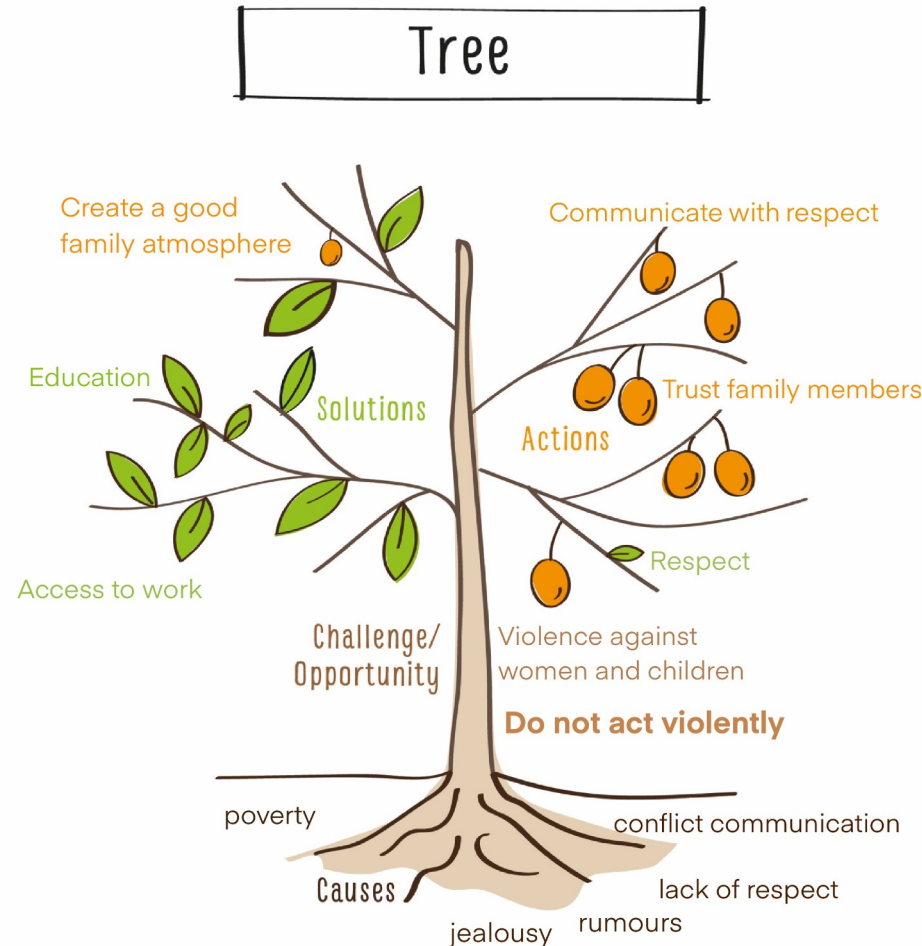 Tree
Create a good
family atmosphere
Communicate with respect
Education
Solutions
Trust family members
Actions
Respect
Access to work
Challenge/
Opportunity
Violence against
women and children
Do not act violently
poverty
conflict communication
Causes
lack of respect
rumours
jealousy